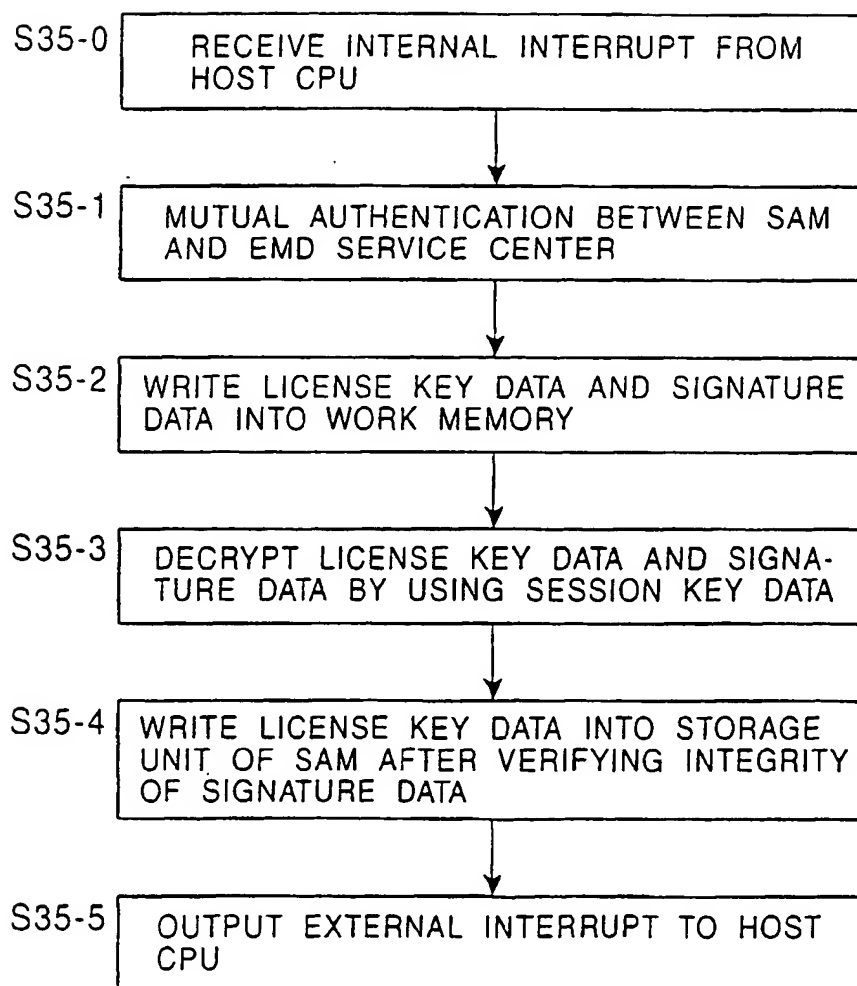 S35-0
RECEIVE INTERNAL INTERRUPT FROM
HOST CPU
S35-1
MUTUAL AUTHENTICATION BETWEEN SAM
AND EMD SERVICE CENTER
S35-2
WRITE LICENSE KEY DATA AND SIGNATURE
DATA INTO WORK MEMORY
S35-3
DECRYPT LICENSE KEY DATA AND SIGNA-
TURE DATA BY USING SESSION KEY DATA
S35-4
WRITE LICENSE KEY DATA INTO STORAGE
UNIT OF SAM AFTER VERIFYING INTEGRITY
OF SIGNATURE DATA
S35-5
OUTPUT EXTERNAL INTERRUPT TO HOST
CPU